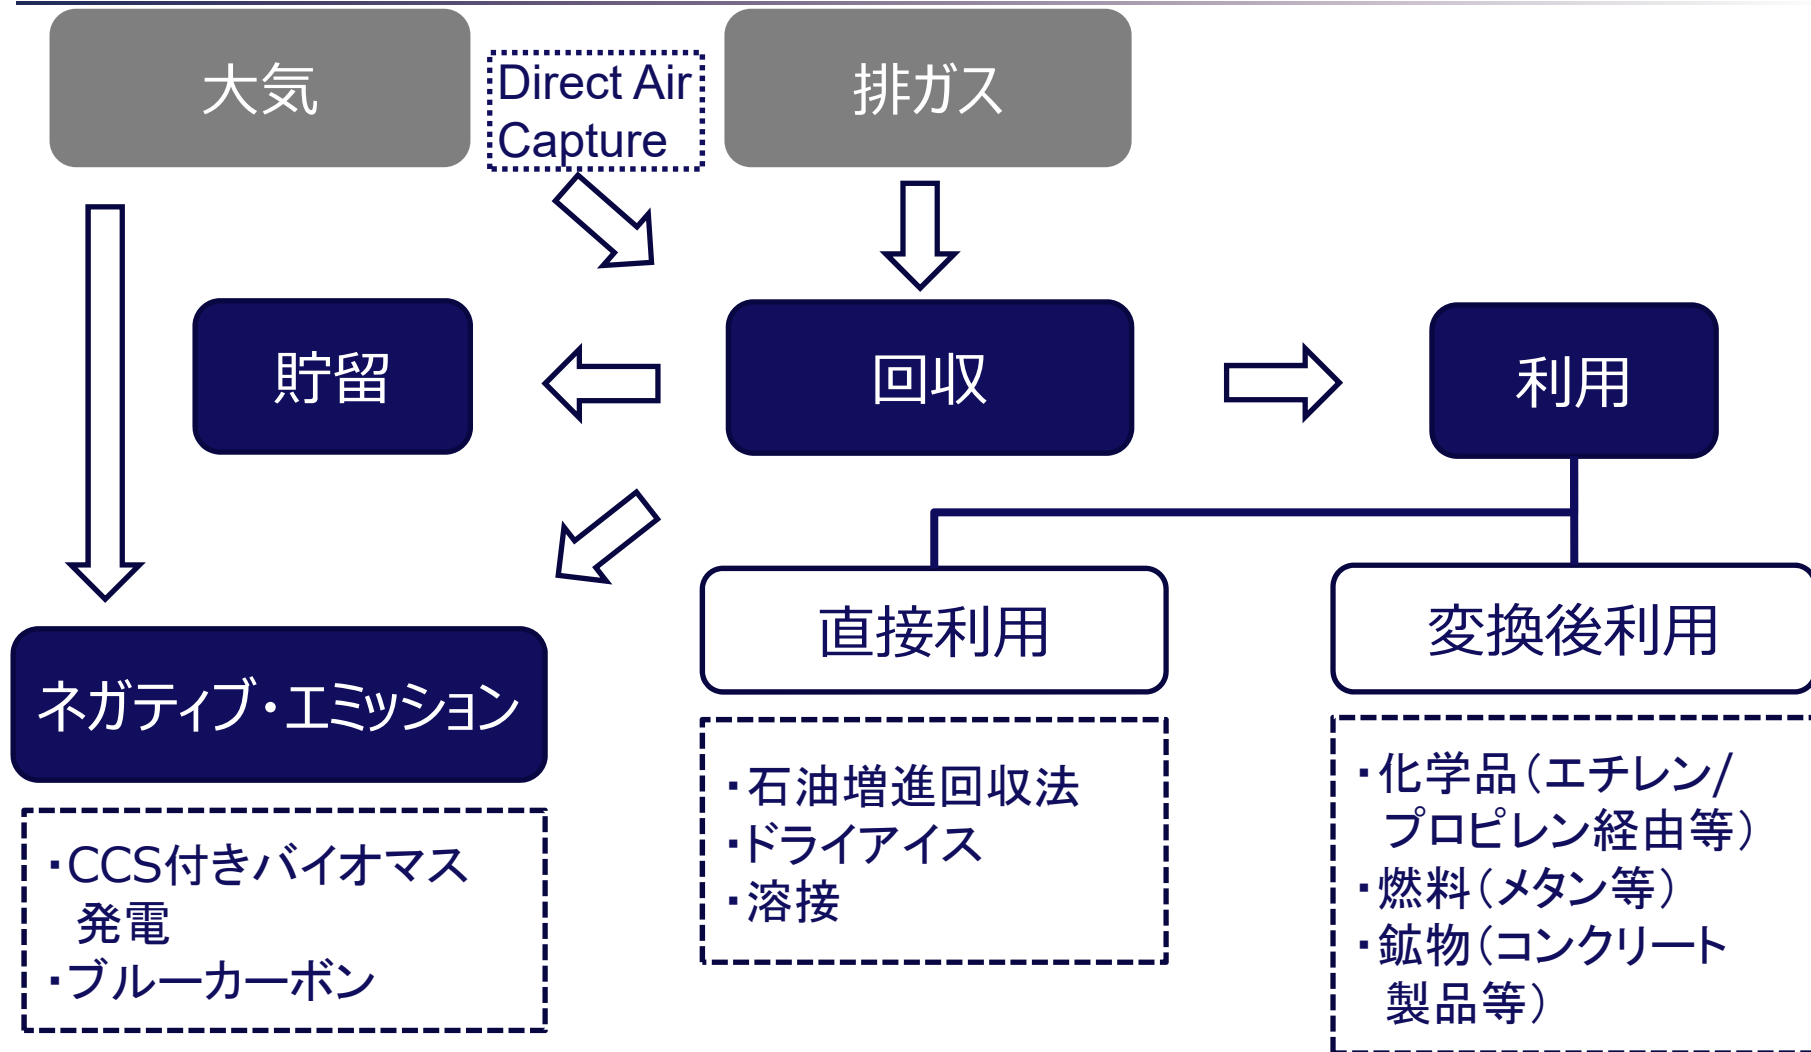 大気
Direct Air
Capture
排ガス
貯留
回収
利用
ネガティブ・エミッション
・CCS付きバイオマス
発電
・ブルーカーボン
直接利用
・石油増進回収法
・ドライアイス
・溶接
変換後利用
・化学品（エチレン/
プロピレン経由等）
・燃料（メタン等）
・鉱物（コンクリート
製品等）